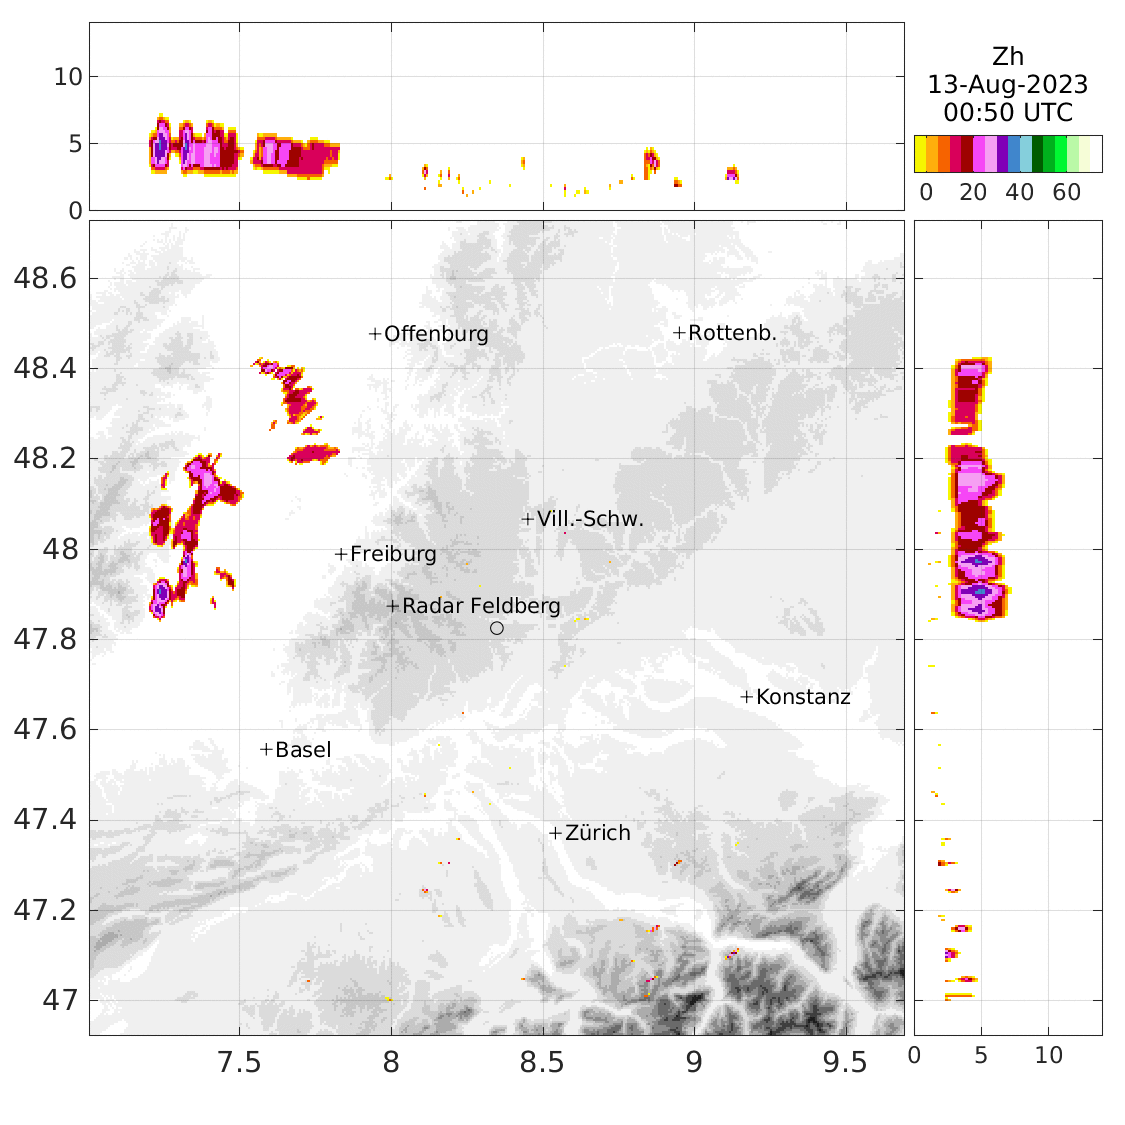 Zh
13-Aug-2023
00:50 UTC
0 20 40 60
10
5
0
48.6
48.4
48.2
48
47.8
47.6
47.4
47.2
47
+Offenburg
+Rottenb.
+Vill.-Schw.
+Freiburg
+Radar Feldberg
+Konstanz
+Basel
+Zürich
7.5 8 8.5 9 9.5
0 5 10